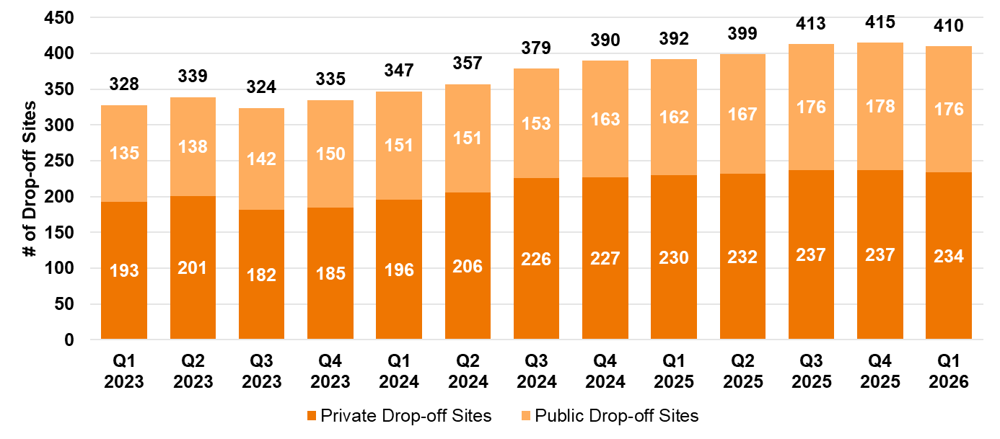 # of Drop-off Sites
450
400
350
300
250
200
150
100
50
0
328 339 324 335 347 357 379 390 392 399 413 415 410
135 138 142 150 151 151 153 163 162 167 176 178 176
193 201 182 185 196 206 226 227 230 232 237 237 234
Q1 Q2 Q3 Q4 Q1 Q2 Q3 Q4 Q1 Q2 Q3 Q4 Q1
2023 2023 2023 2023 2024 2024 2024 2024 2025 2025 2025 2025 2026
Private Drop-off Sites Public Drop-off Sites